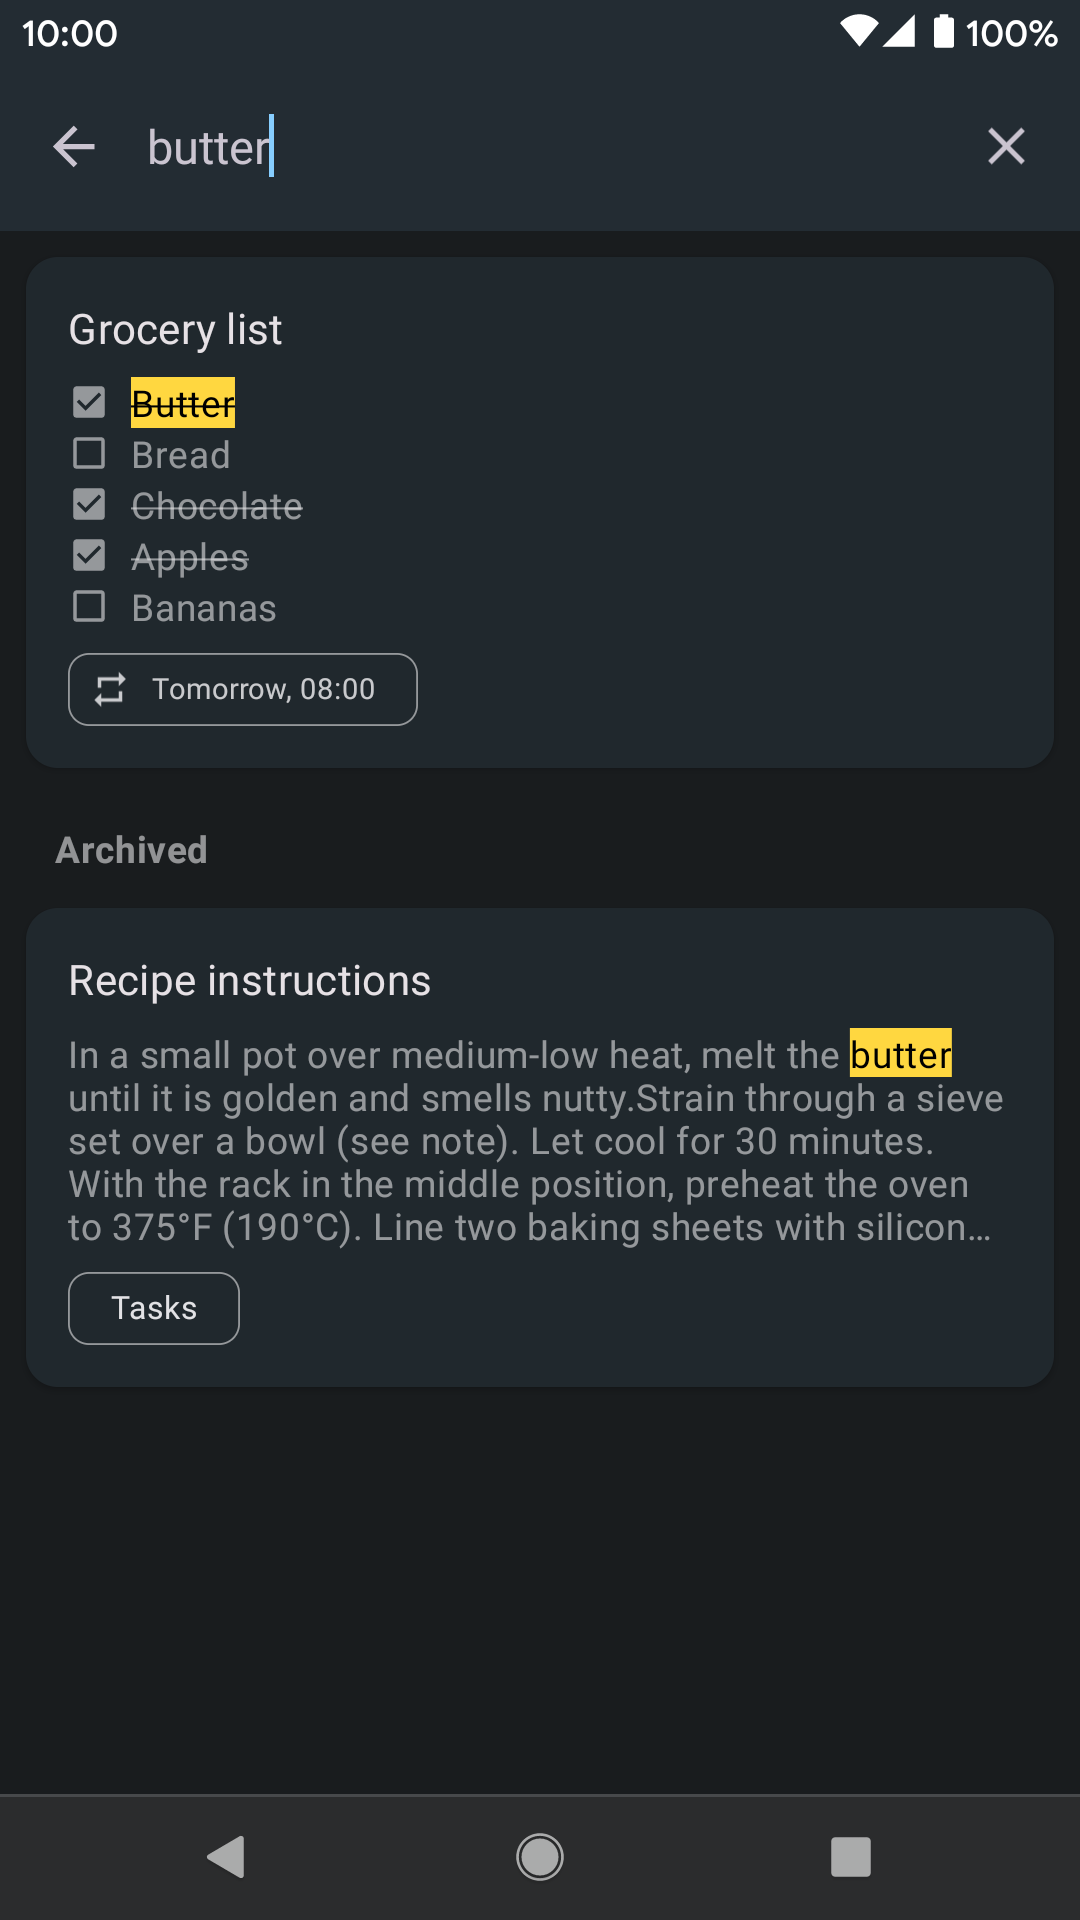 10:00 100%
butter
Grocery list
Butter
Bread
Chocolate
Apples
Bananas
Tomorrow, 08:00
Archived
Recipe instructions
In a small pot over medium-low heat, melt the butter
until it is golden and smells nutty.Strain through a sieve
set over a bowl (see note). Let cool for 30 minutes.
With the rack in the middle position, preheat the oven
to 375°F (190°C). Line two baking sheets with silicon…
Tasks